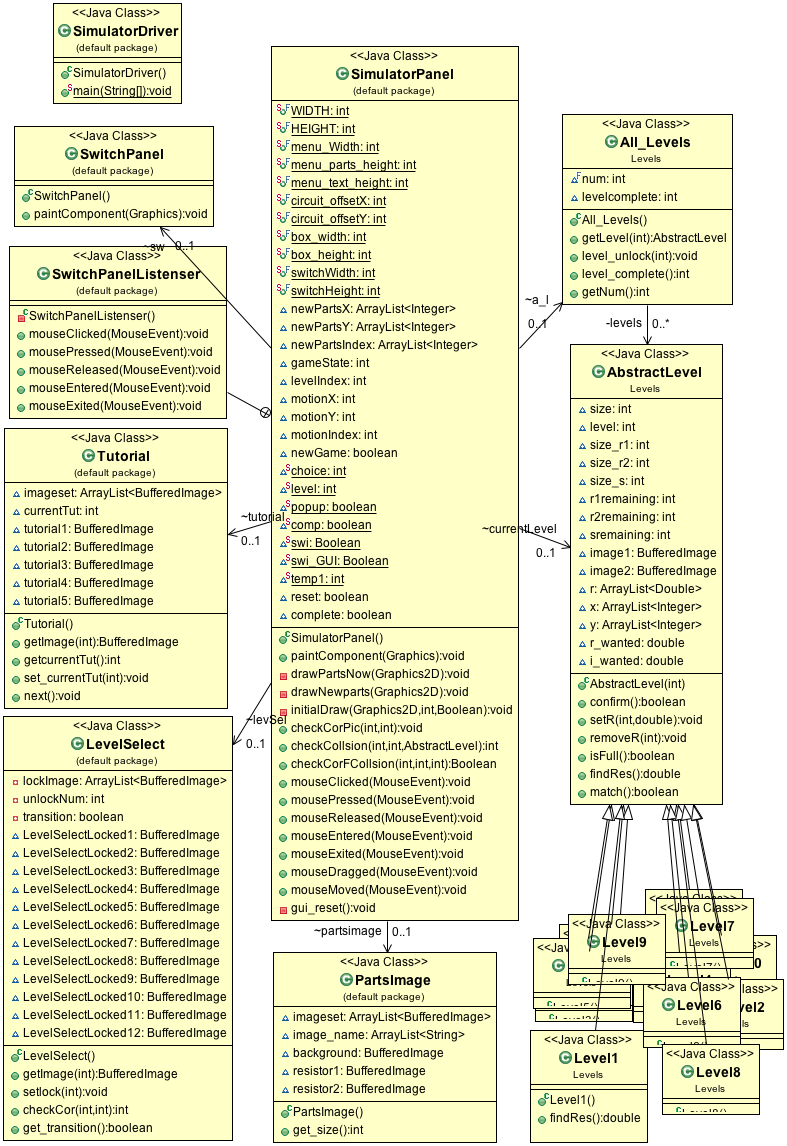 <<Java Class>>
SimulatorDriver
(default package)
SimulatorDriver()
main(String[]):void
<<Java Class>>
SwitchPanel
(default package)
SwitchPanel()
paintComponent(Graphics):void
~sw 0..1
<<Java Class>>
SwitchPanelListenser
(default package)
SwitchPanelListenser()
mouseClicked(MouseEvent):void
mousePressed(MouseEvent):void
mouseReleased(MouseEvent):void
mouseEntered(MouseEvent):void
mouseExited(MouseEvent):void
<<Java Class>>
Tutorial
(default package)
imageset: ArrayList<BufferedImage>
currentTut: int
tutorial1: BufferedImage
tutorial2: BufferedImage
tutorial3: BufferedImage
tutorial4: BufferedImage
tutorial5: BufferedImage
Tutorial()
getImage(int):BufferedImage
getcurrentTut():int
set_currentTut(int):void
next():void
~tutorial
0..1
<<Java Class>>
LevelSelect
(default package)
lockImage: ArrayList<BufferedImage>
unlockNum: int
transition: boolean
LevelSelectLocked1: BufferedImage
LevelSelectLocked2: BufferedImage
LevelSelectLocked3: BufferedImage
LevelSelectLocked4: BufferedImage
LevelSelectLocked5: BufferedImage
LevelSelectLocked6: BufferedImage
LevelSelectLocked7: BufferedImage
LevelSelectLocked8: BufferedImage
LevelSelectLocked9: BufferedImage
LevelSelectLocked10: BufferedImage
LevelSelectLocked11: BufferedImage
LevelSelectLocked12: BufferedImage
LevelSelect()
getImage(int):BufferedImage
setlock(int):void
checkCor(int,int):int
get_transition():boolean
~levSel
0..1
<<Java Class>>
SimulatorPanel
(default package)
WIDTH: int
HEIGHT: int
menu_Width: int
menu_parts_height: int
menu_text_height: int
circuit_offsetX: int
circuit_offsetY: int
box_width: int
box_height: int
switchWidth: int
switchHeight: int
newPartsX: ArrayList<Integer>
newPartsY: ArrayList<Integer>
newPartsIndex: ArrayList<Integer>
gameState: int
levelIndex: int
motionX: int
motionY: int
motionIndex: int
newGame: boolean
choice: int
level: int
popup: boolean
comp: boolean
swi: Boolean
swi_GUI: Boolean
temp1: int
reset: boolean
complete: boolean
SimulatorPanel()
paintComponent(Graphics):void
drawPartsNow(Graphics2D):void
drawNewparts(Graphics2D):void
initialDraw(Graphics2D,int,Boolean):void
checkCorPic(int,int):void
checkCollsion(int,int,AbstractLevel):int
checkCorFCollsion(int,int,int):Boolean
mouseClicked(MouseEvent):void
mousePressed(MouseEvent):void
mouseReleased(MouseEvent):void
mouseEntered(MouseEvent):void
mouseExited(MouseEvent):void
mouseDragged(MouseEvent):void
mouseMoved(MouseEvent):void
gui_reset():void
~partsimage 0..1
<<Java Class>>
PartsImage
(default package)
imageset: ArrayList<BufferedImage>
image_name: ArrayList<String>
background: BufferedImage
resistor1: BufferedImage
resistor2: BufferedImage
PartsImage()
get_size():int
<<Java Class>>
All_Levels
Levels
num: int
levelcomplete: int
All_Levels()
getLevel(int):AbstractLevel
level_unlock(int):void
level_complete():int
getNum():int
~a_l
0..1
-levels 0..*
<<Java Class>>
AbstractLevel
Levels
size: int
level: int
size_r1: int
size_r2: int
size_s: int
r1remaining: int
r2remaining: int
sremaining: int
image1: BufferedImage
image2: BufferedImage
r: ArrayList<Double>
x: ArrayList<Integer>
y: ArrayList<Integer>
r_wanted: double
i_wanted: double
AbstractLevel(int)
confirm():boolean
setR(int,double):void
removeR(int):void
isFull():boolean
findRes():double
match():boolean
~currentLevel
0..1
<<Java Class>>
Level9
Levels
<<Java Class>>
Level7
Levels
<<Java Class>>
Level6
Levels
<<Java Class>>
Level1
Levels
Level1()
findRes():double
<<Java Class>>
Level8
Levels